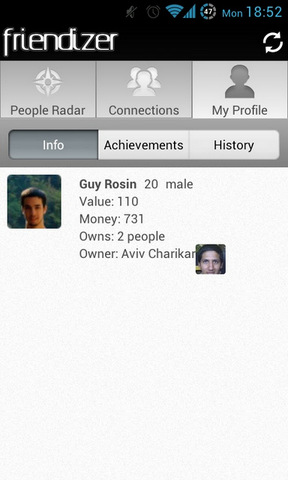 47 Mon 18:52
friendizer
People Radar Connections My Profile
Info Achievements History
Guy Rosin 20 male
Value: 110
Money: 731
Owns: 2 people
Owner: Aviv Charikar